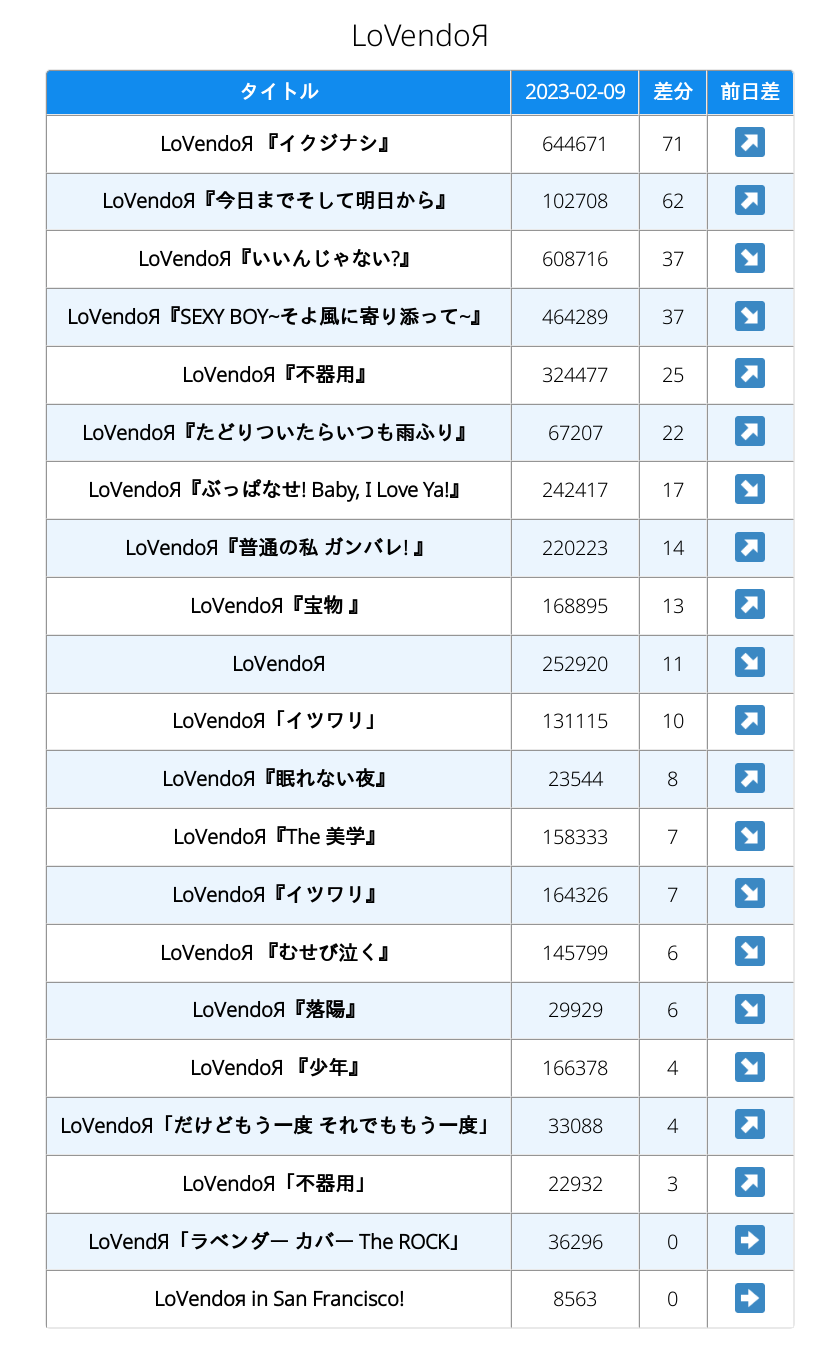 LoVendoЯ
タイトル 2023-02-09 差分 前日差
LoVendoЯ 『イクジナシ』 644671 71
LoVendoЯ『今日までそして明日から』 102708 62
LoVendoЯ『いいんじゃない?』 608716 37
LoVendoЯ『SEXY BOY~そよ風に寄り添って~』 464289 37
LoVendoЯ『不器用』 324477 25
LoVendoЯ『たどりついたらいつも雨ふり』 67207 22
LoVendoЯ『ぶっぱなせ! Baby, I Love Ya!』 242417 17
LoVendoЯ『普通の私 ガンバレ! 』 220223 14
LoVendoЯ『宝物 』 168895 13
LoVendoЯ 252920 11
LoVendoЯ「イツワリ」 131115 10
LoVendoЯ『眠れない夜』 23544 8
LoVendoЯ『The 美学』 158333 7
LoVendoЯ『イツワリ』 164326 7
LoVendoЯ 『むせび泣く』 145799 6
LoVendoЯ『落陽』 29929 6
LoVendoЯ 『少年』 166378 4
LoVendoЯ「だけどもう一度 それでももう一度」 33088 4
LoVendoЯ「不器用」 22932 3
LoVendЯ「ラベンダー カバー The ROCK」 36296 0
LoVendoя in San Francisco! 8563 0